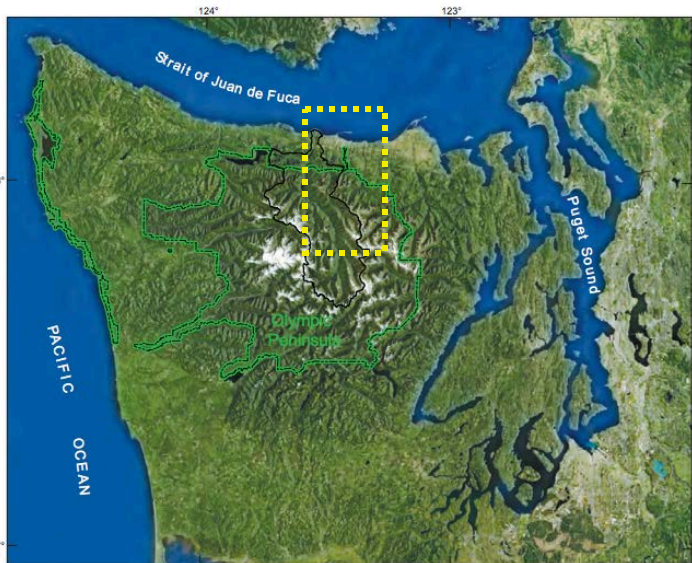 124°
123°
Strait of Juan de Fuca
Puget Sound
Olympic
Peninsula
PACIFIC
OCEAN